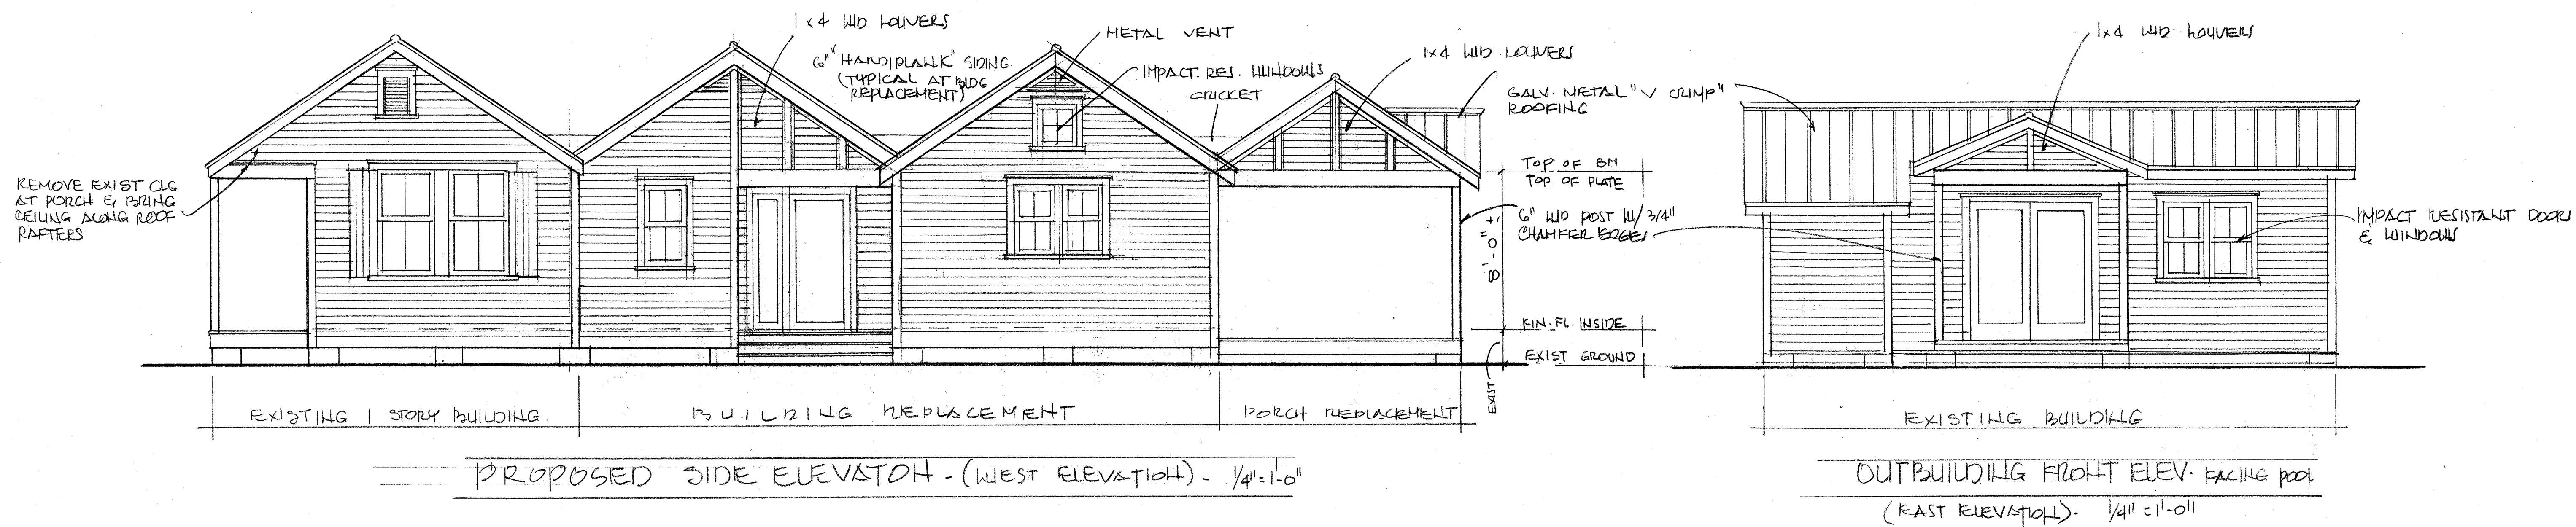 1x4 WD LOUVERS
6" "HANDIPLANK" SIDING
(TYPICAL AT BLDG
REPLACEMENT)
METAL VENT
IMPACT. RES. WINDOWS
CRICKET
1x4 WD LOUVERS
GALV. METAL "V CRIMP"
ROOFING
REMOVE EXIST CLG
AT PORCH & BRING
CEILING ALONG ROOF
RAFTERS
TOP OF BM
TOP OF PLATE
6" WD POST W/ 3/4"
CHAMFER EDGES
8'-0" ±
FIN. FL. INSIDE
EXIST GROUND
EXIST
EXISTING 1 STORY BUILDING
BUILDING REPLACEMENT
PORCH REPLACEMENT
PROPOSED SIDE ELEVATOH - (WEST ELEVATION) - 1/4"=1'-0"
1x4 WD LOUVERS
IMPACT RESISTANT DOOR
& WINDOWS
EXISTING BUILDING
OUTBUILDING FRONT ELEV. FACING POOL
(EAST ELEVATION)- 1/4"=1'-0"